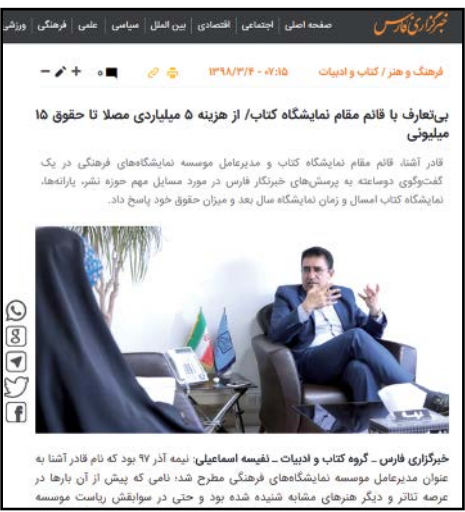 خبرگزاری فارس
صفحه اصلی | اجتماعی | اقتصادی | بین الملل | سیاسی | علمی | فرهنگی | ورزشی
فرهنگ و هنر / کتاب و ادبیات ۰۷:۱۵ - ۱۳۹۸/۳/۴ ۰
بی‌تعارف با قائم مقام نمایشگاه کتاب/ از هزینه ۵ میلیاردی مصلا تا حقوق ۱۵
میلیونی
قادر آشنا، قائم مقام نمایشگاه کتاب و مدیرعامل موسسه نمایشگاه‌های فرهنگی در یک
گفت‌وگوی دوساعته به پرسش‌های خبرنگار فارس در مورد مسایل مهم حوزه نشر، یارانه‌ها،
نمایشگاه کتاب امسال و زمان نمایشگاه سال بعد و میزان حقوق خود پاسخ داد.
خبرگزاری فارس ـ گروه کتاب و ادبیات ـ نفیسه اسماعیلی: نیمه آذر ۹۷ بود که نام قادر آشنا به
عنوان مدیرعامل موسسه نمایشگاه‌های فرهنگی مطرح شد؛ نامی که پیش از آن بارها در
عرصه تئاتر و دیگر هنرهای مشابه شنیده شده بود و حتی در سوابقش ریاست موسسه